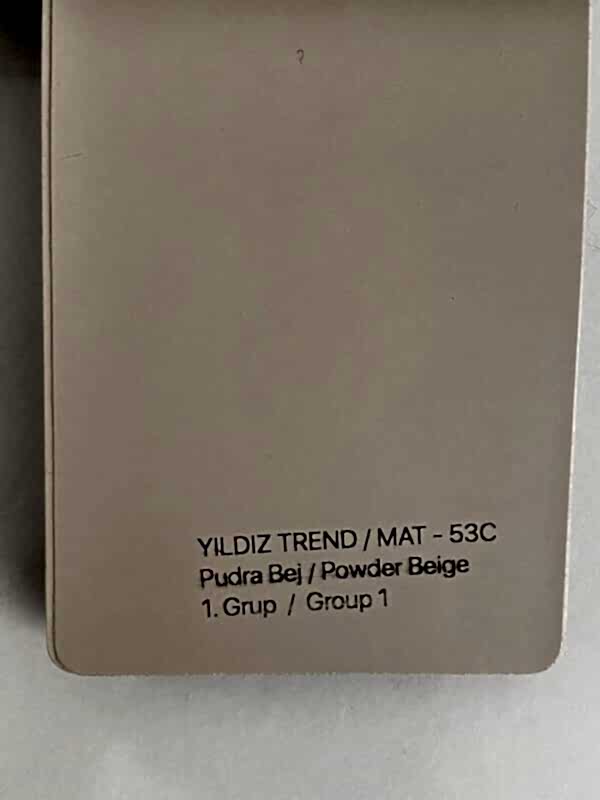 YILDIZ TREND / MAT - 53C
Pudra Bej / Powder Beige
1. Grup / Group 1